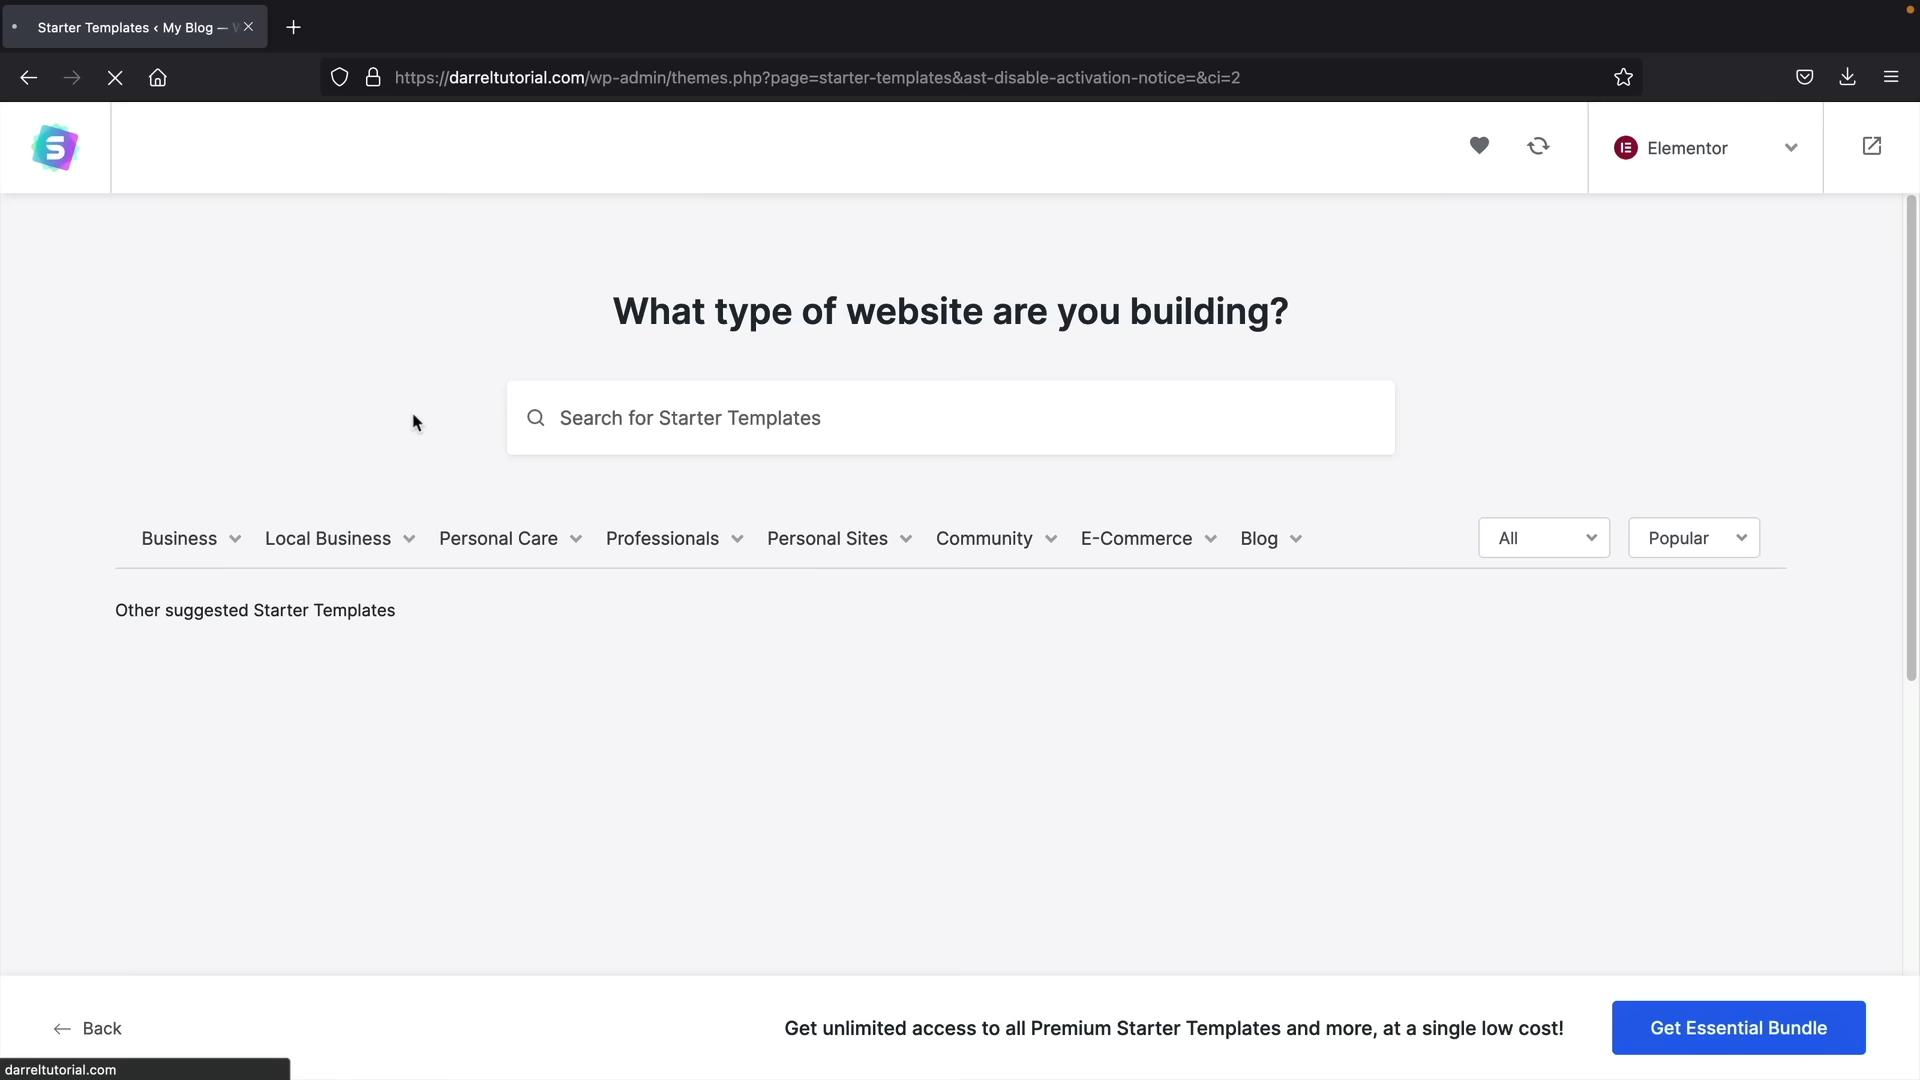 Starter Templates ‹ My Blog —
https://darreltutorial.com/wp-admin/themes.php?page=starter-templates&ast-disable-activation-notice=&ci=2
Elementor
What type of website are you building?
Search for Starter Templates
Business Local Business Personal Care Professionals Personal Sites Community E-Commerce Blog All Popular
Other suggested Starter Templates
Back
Get unlimited access to all Premium Starter Templates and more, at a single low cost!
Get Essential Bundle
darreltutorial.com